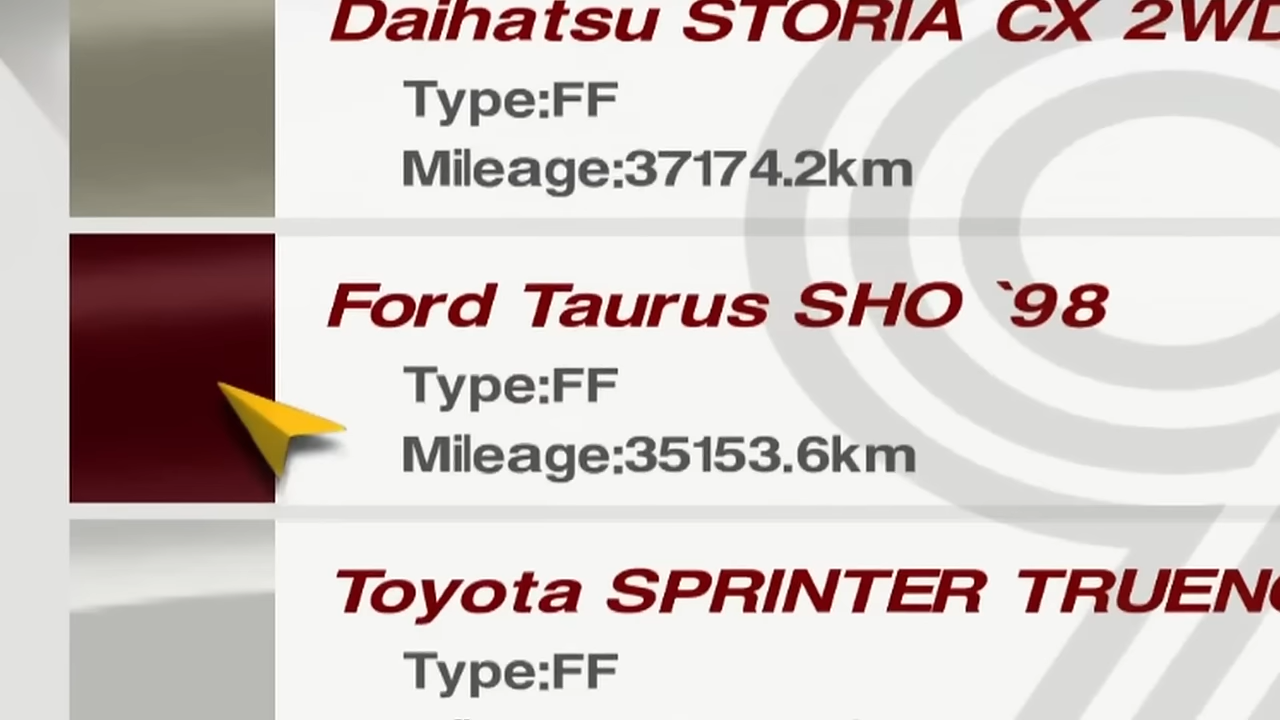 Daihatsu STORIA CX 2WD
Type:FF
Mileage:37174.2km
Ford Taurus SHO `98
Type:FF
Mileage:35153.6km
Toyota SPRINTER TRUENO
Type:FF